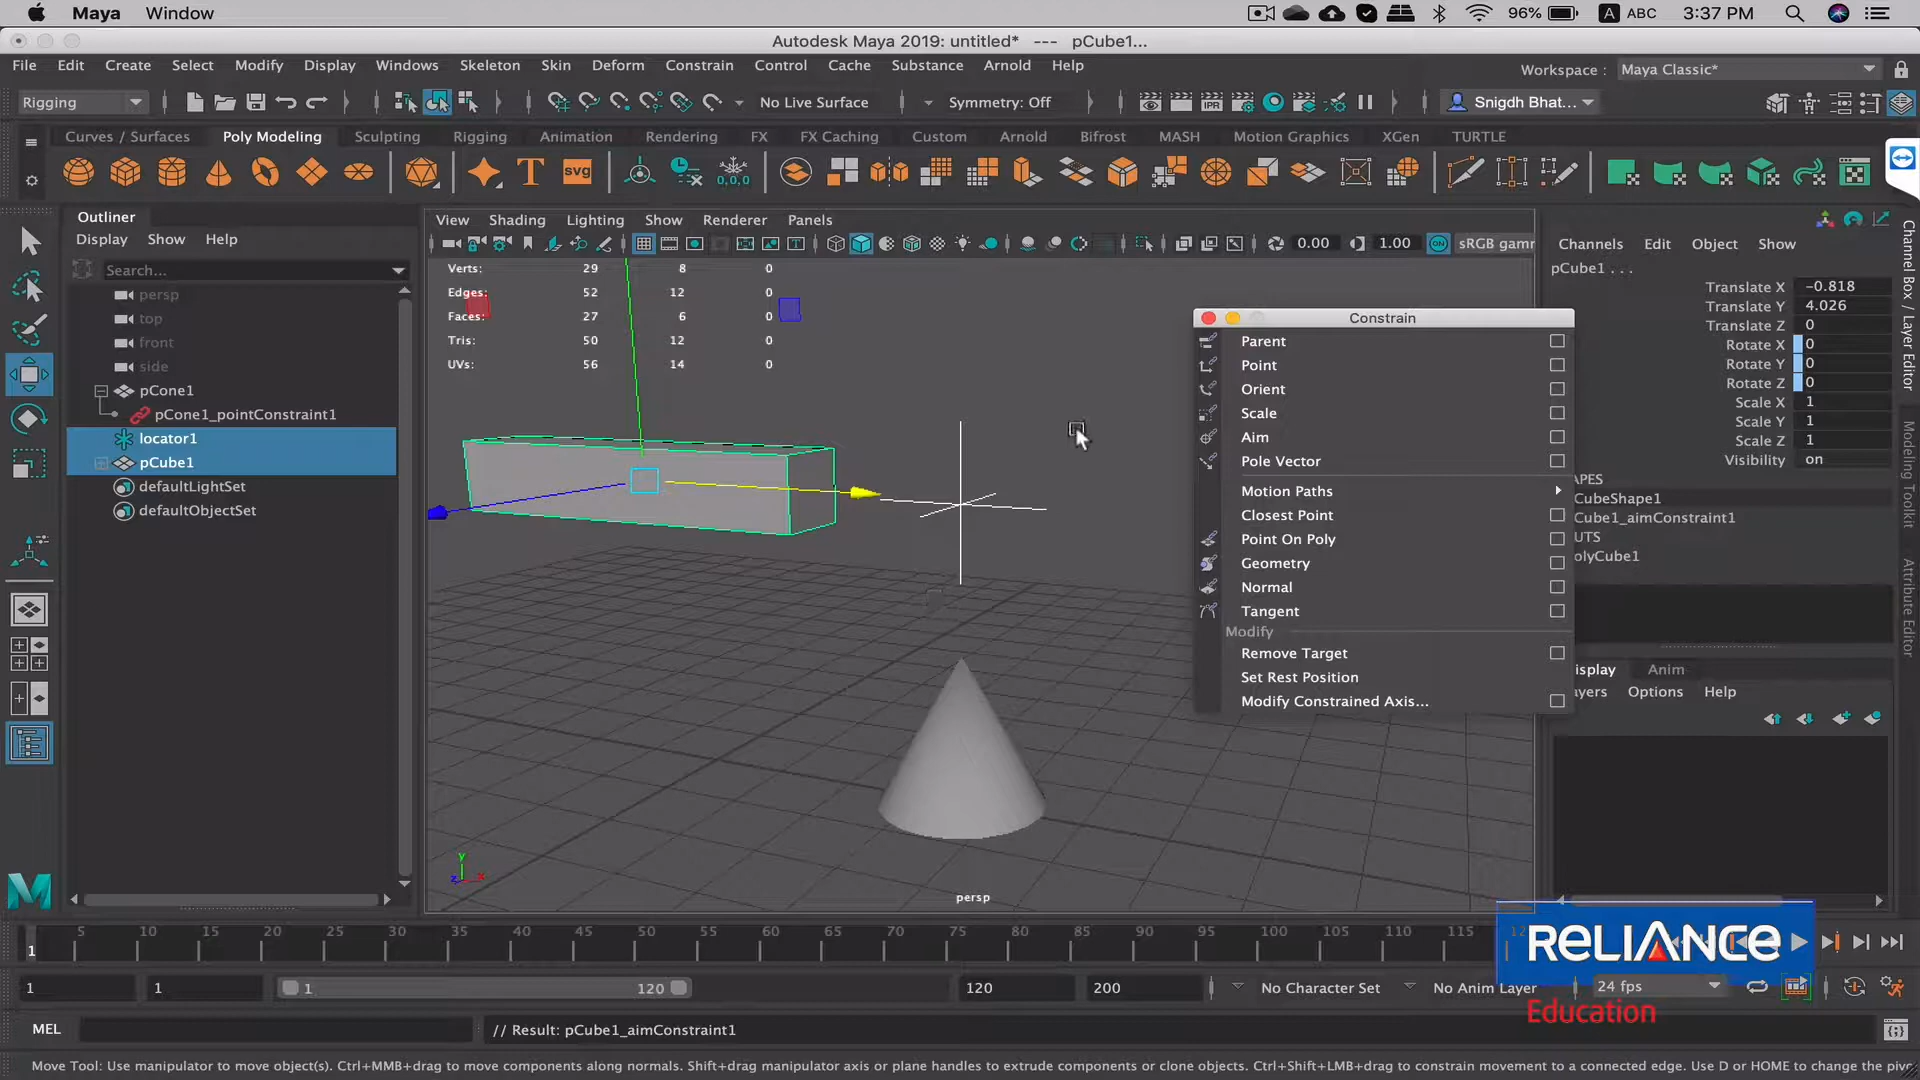 Maya Window 96% A ABC 3:37 PM
Autodesk Maya 2019: untitled* --- pCube1...
File Edit Create Select Modify Display Windows Skeleton Skin Deform Constrain Control Cache Substance Arnold Help Workspace : Maya Classic*
Rigging No Live Surface Symmetry: Off IPR Snigdh Bhat...
Curves / Surfaces Poly Modeling Sculpting Rigging Animation Rendering FX FX Caching Custom Arnold Bifrost MASH Motion Graphics XGen TURTLE
T svg 0,0,0
Outliner
Display Show Help
Search...
persp
top
front
side
pCone1
pCone1_pointConstraint1
locator1
pCube1
defaultLightSet
defaultObjectSet
View Shading Lighting Show Renderer Panels
0.00 1.00 ON sRGB gamm
Verts: 29 8 0
Edges: 52 12 0
Faces: 27 6 0
Tris: 50 12 0
UVs: 56 14 0
y
z x
persp
Constrain
Parent
Point
Orient
Scale
Aim
Pole Vector
Motion Paths
Closest Point
Point On Poly
Geometry
Normal
Tangent
Modify
Remove Target
Set Rest Position
Modify Constrained Axis...
Channels Edit Object Show
pCube1 . . .
Translate X -0.818
Translate Y 4.026
Translate Z 0
Rotate X 0
Rotate Y 0
Rotate Z 0
Scale X 1
Scale Y 1
Scale Z 1
Visibility on
APES
CubeShape1
Cube1_aimConstraint1
UTS
olyCube1
isplay Anim
ayers Options Help
Channel Box / Layer Editor
Modeling Toolkit
Attribute Editor
5 10 15 20 25 30 35 40 45 50 55 60 65 70 75 80 85 90 95 100 105 110 115 12
1
1 1 1 120 120 200 No Character Set No Anim Layer 24 fps
RELIANCE
Education
MEL // Result: pCube1_aimConstraint1
Move Tool: Use manipulator to move object(s). Ctrl+MMB+drag to move components along normals. Shift+drag manipulator axis or plane handles to extrude components or clone objects. Ctrl+Shift+LMB+drag to constrain movement to a connected edge. Use D or HOME to change the pivo